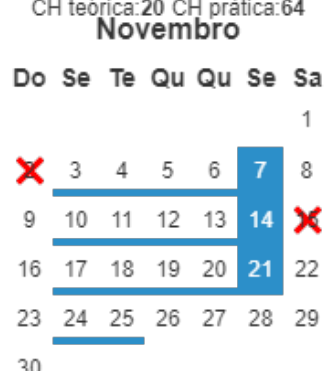 CH teórica:20 CH prática:64
Novembro
Do Se Te Qu Qu Se Sa
1
3 4 5 6 7 8
9 10 11 12 13 14
16 17 18 19 20 21 22
23 24 25 26 27 28 29
30